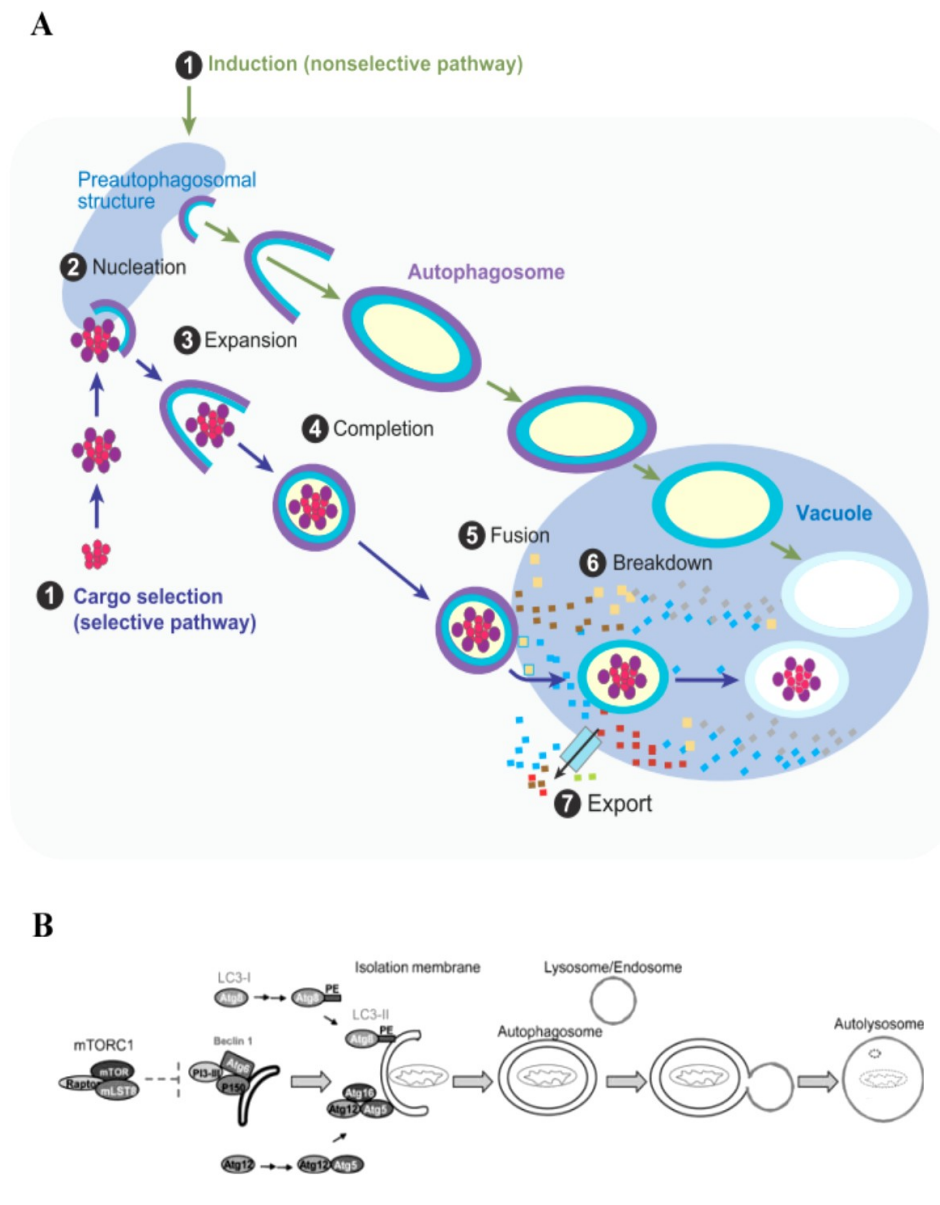 A
1 Induction (nonselective pathway)
Preautophagosomal
structure
2 Nucleation
Autophagosome
3 Expansion
4 Completion
Vacuole
5 Fusion
6 Breakdown
1 Cargo selection
(selective pathway)
7 Export
B
Isolation membrane
Lysosome/Endosome
LC3-I
Atg8
Atg8
PE
LC3-II
PE
Atg8
Autophagosome
Autolysosome
mTORC1
Beclin 1
mTOR
Raptor
mLST8
Atg6
PI3-III
P150
Atg16
Atg12
Atg5
Atg12
Atg12
Atg5